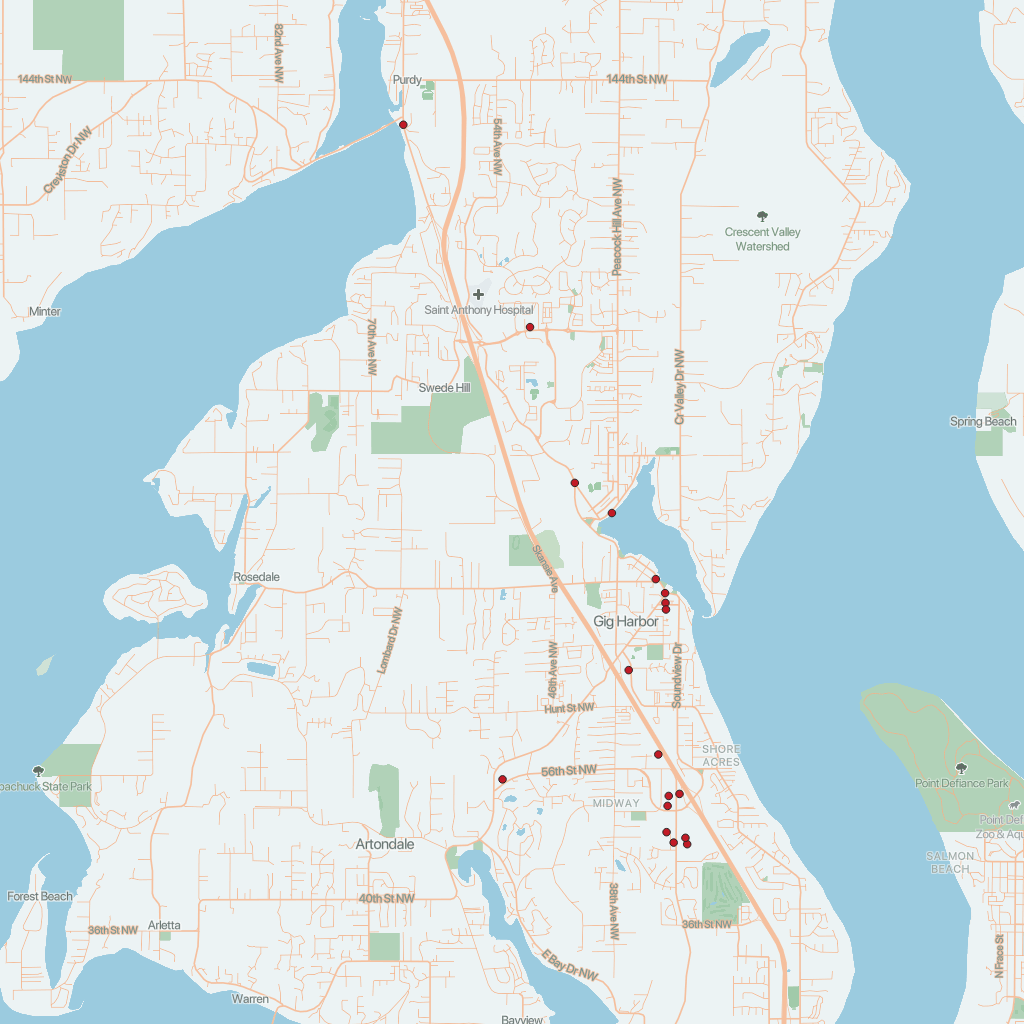 82nd Ave NW
144th St NW
Purdy
144th St NW
Creviston Dr NW
54th Ave NW
Peacock Hill Ave NW
Crescent Valley
Watershed
Saint Anthony Hospital
Minter
70th Ave NW
Swede Hill
Cr Valley Dr NW
Spring Beach
Skansie Ave
Rosedale
Gig Harbor
Lombard Dr NW
46th Ave NW
Soundview Dr
Hunt St NW
SHORE
ACRES
56th St NW
pachuck State Park
Point Defiance Park
MIDWAY
Point Def
Zoo & Aqu
Artondale
SALMON
BEACH
Forest Beach
40th St NW
38th Ave NW
Arletta
36th St NW
36th St NW
E Bay Dr NW
N Frace St
Warren
Bayview